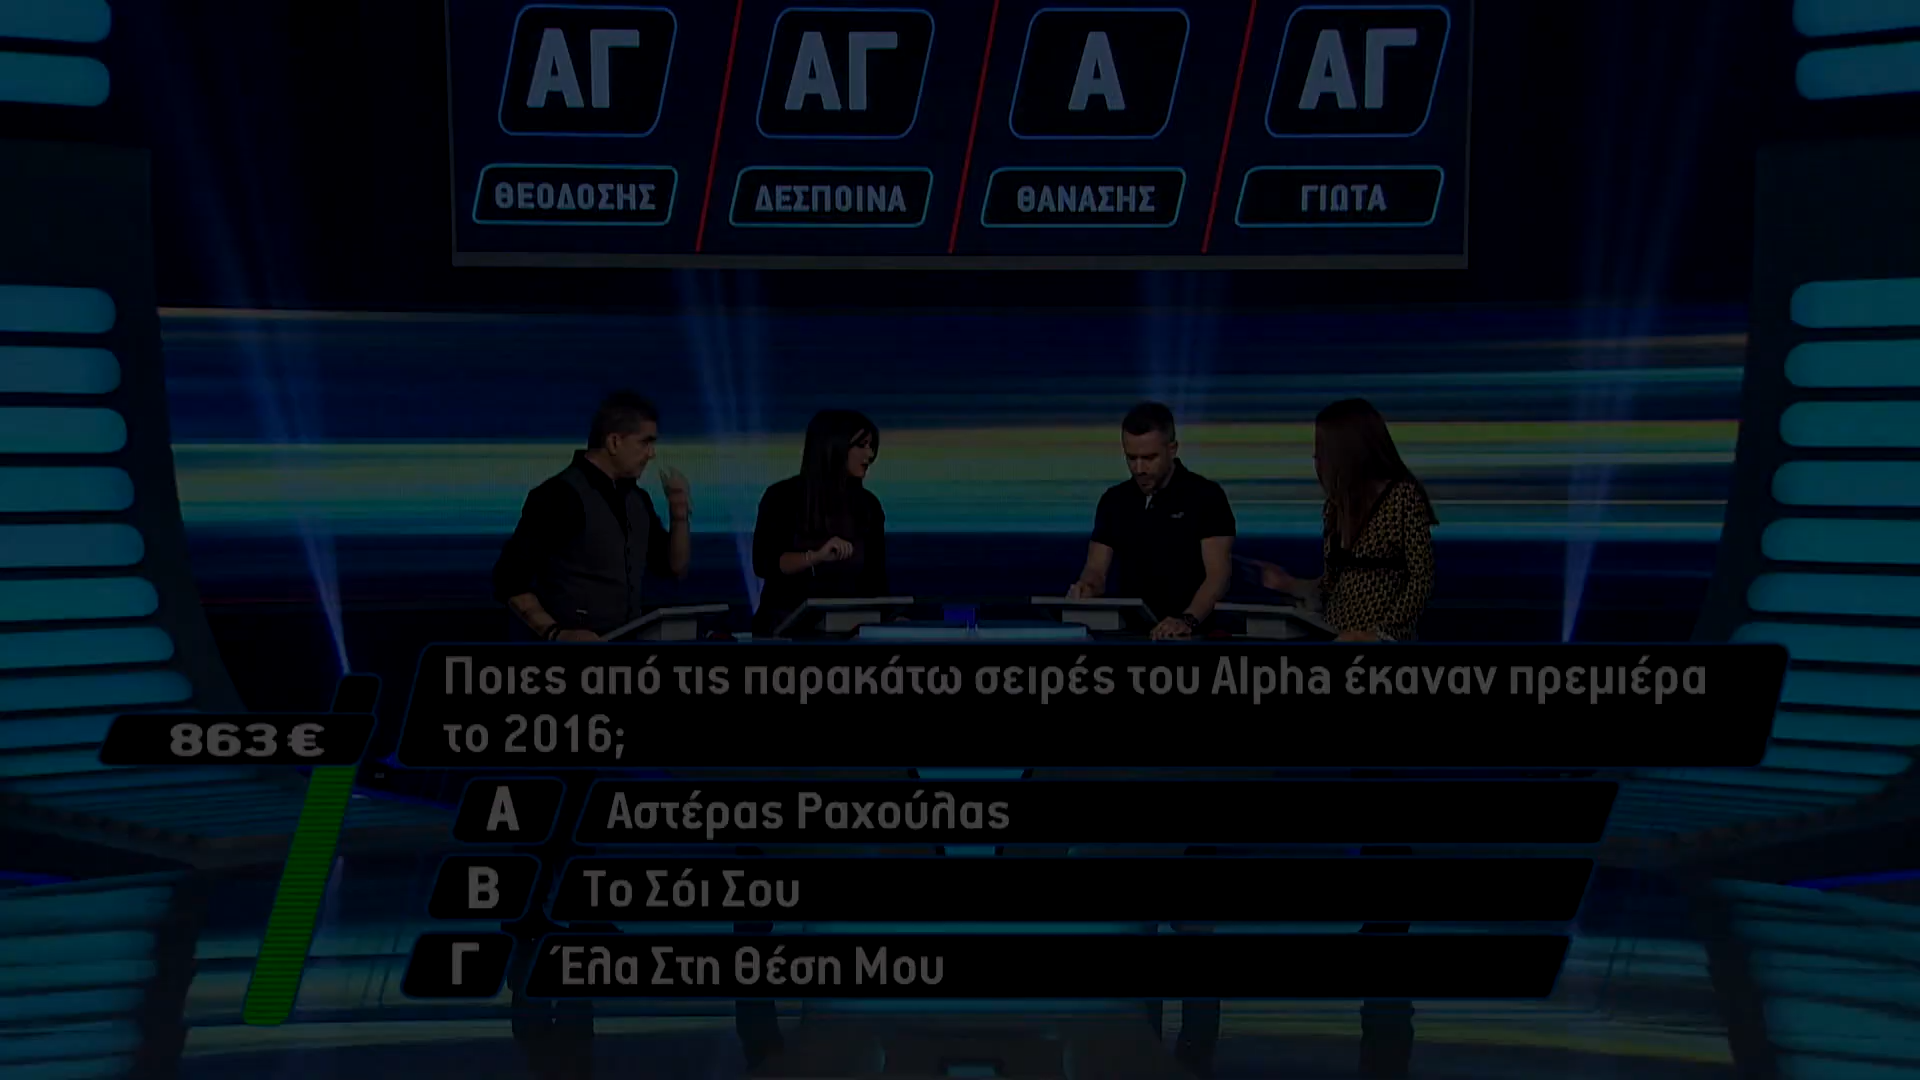 ΑΓ ΑΓ Α ΑΓ
ΘΕΟΔΟΣΗΣ ΔΕΣΠΟΙΝΑ ΘΑΝΑΣΗΣ ΓΙΩΤΑ
Ποιες από τις παρακάτω σειρές του Alpha έκαναν πρεμιέρα
το 2016;
863 €
Α Αστέρας Ραχούλας
Β Το Σόι Σου
Γ Έλα Στη Θέση Μου